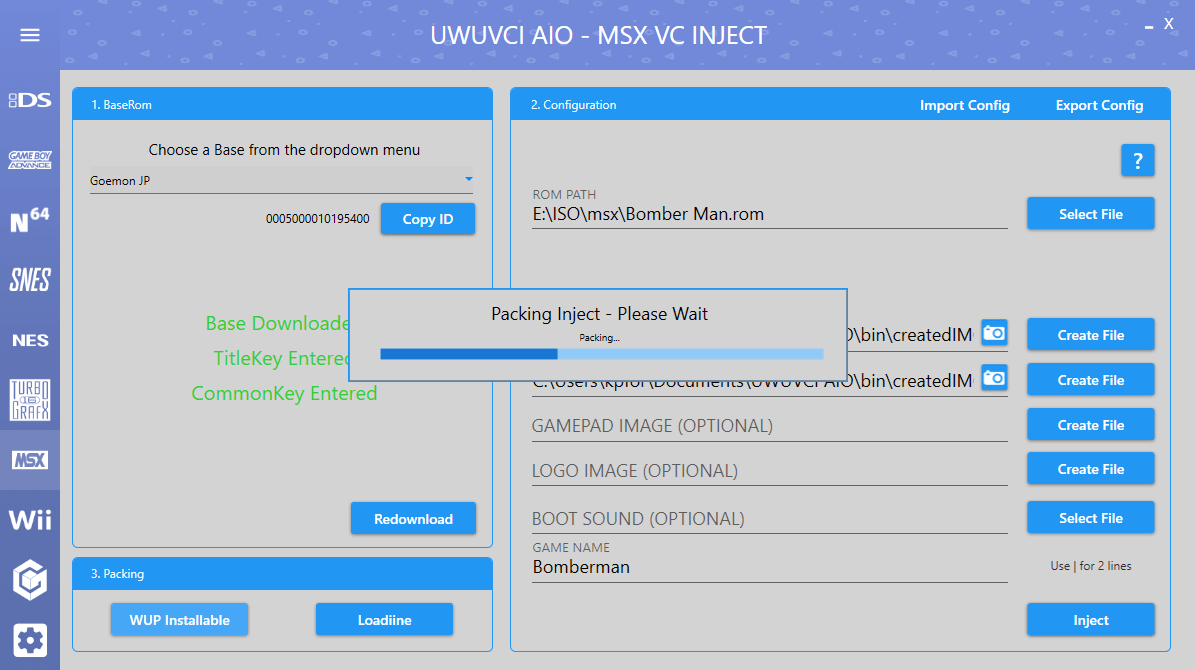 UWUVCI AIO - MSX VC INJECT
X
DS
GAME BOY
ADVANCE
N64
SNES
NES
TURBO
GRAFX
MSX
Wii
1. BaseRom
Choose a Base from the dropdown menu
Goemon JP
0005000010195400
Copy ID
Base Downloade
TitleKey Entered
CommonKey Entered
Redownload
3. Packing
WUP Installable
Loadiine
2. Configuration
Import Config
Export Config
?
ROM PATH
E:\ISO\msx\Bomber Man.rom
Select File
Packing Inject - Please Wait
Packing...
\bin\createdIM
Create File
C:\Users\kpfor\Documents\UWUVCI AIO\bin\createdIM
Create File
GAMEPAD IMAGE (OPTIONAL)
Create File
LOGO IMAGE (OPTIONAL)
Create File
BOOT SOUND (OPTIONAL)
Select File
GAME NAME
Bomberman
Use | for 2 lines
Inject